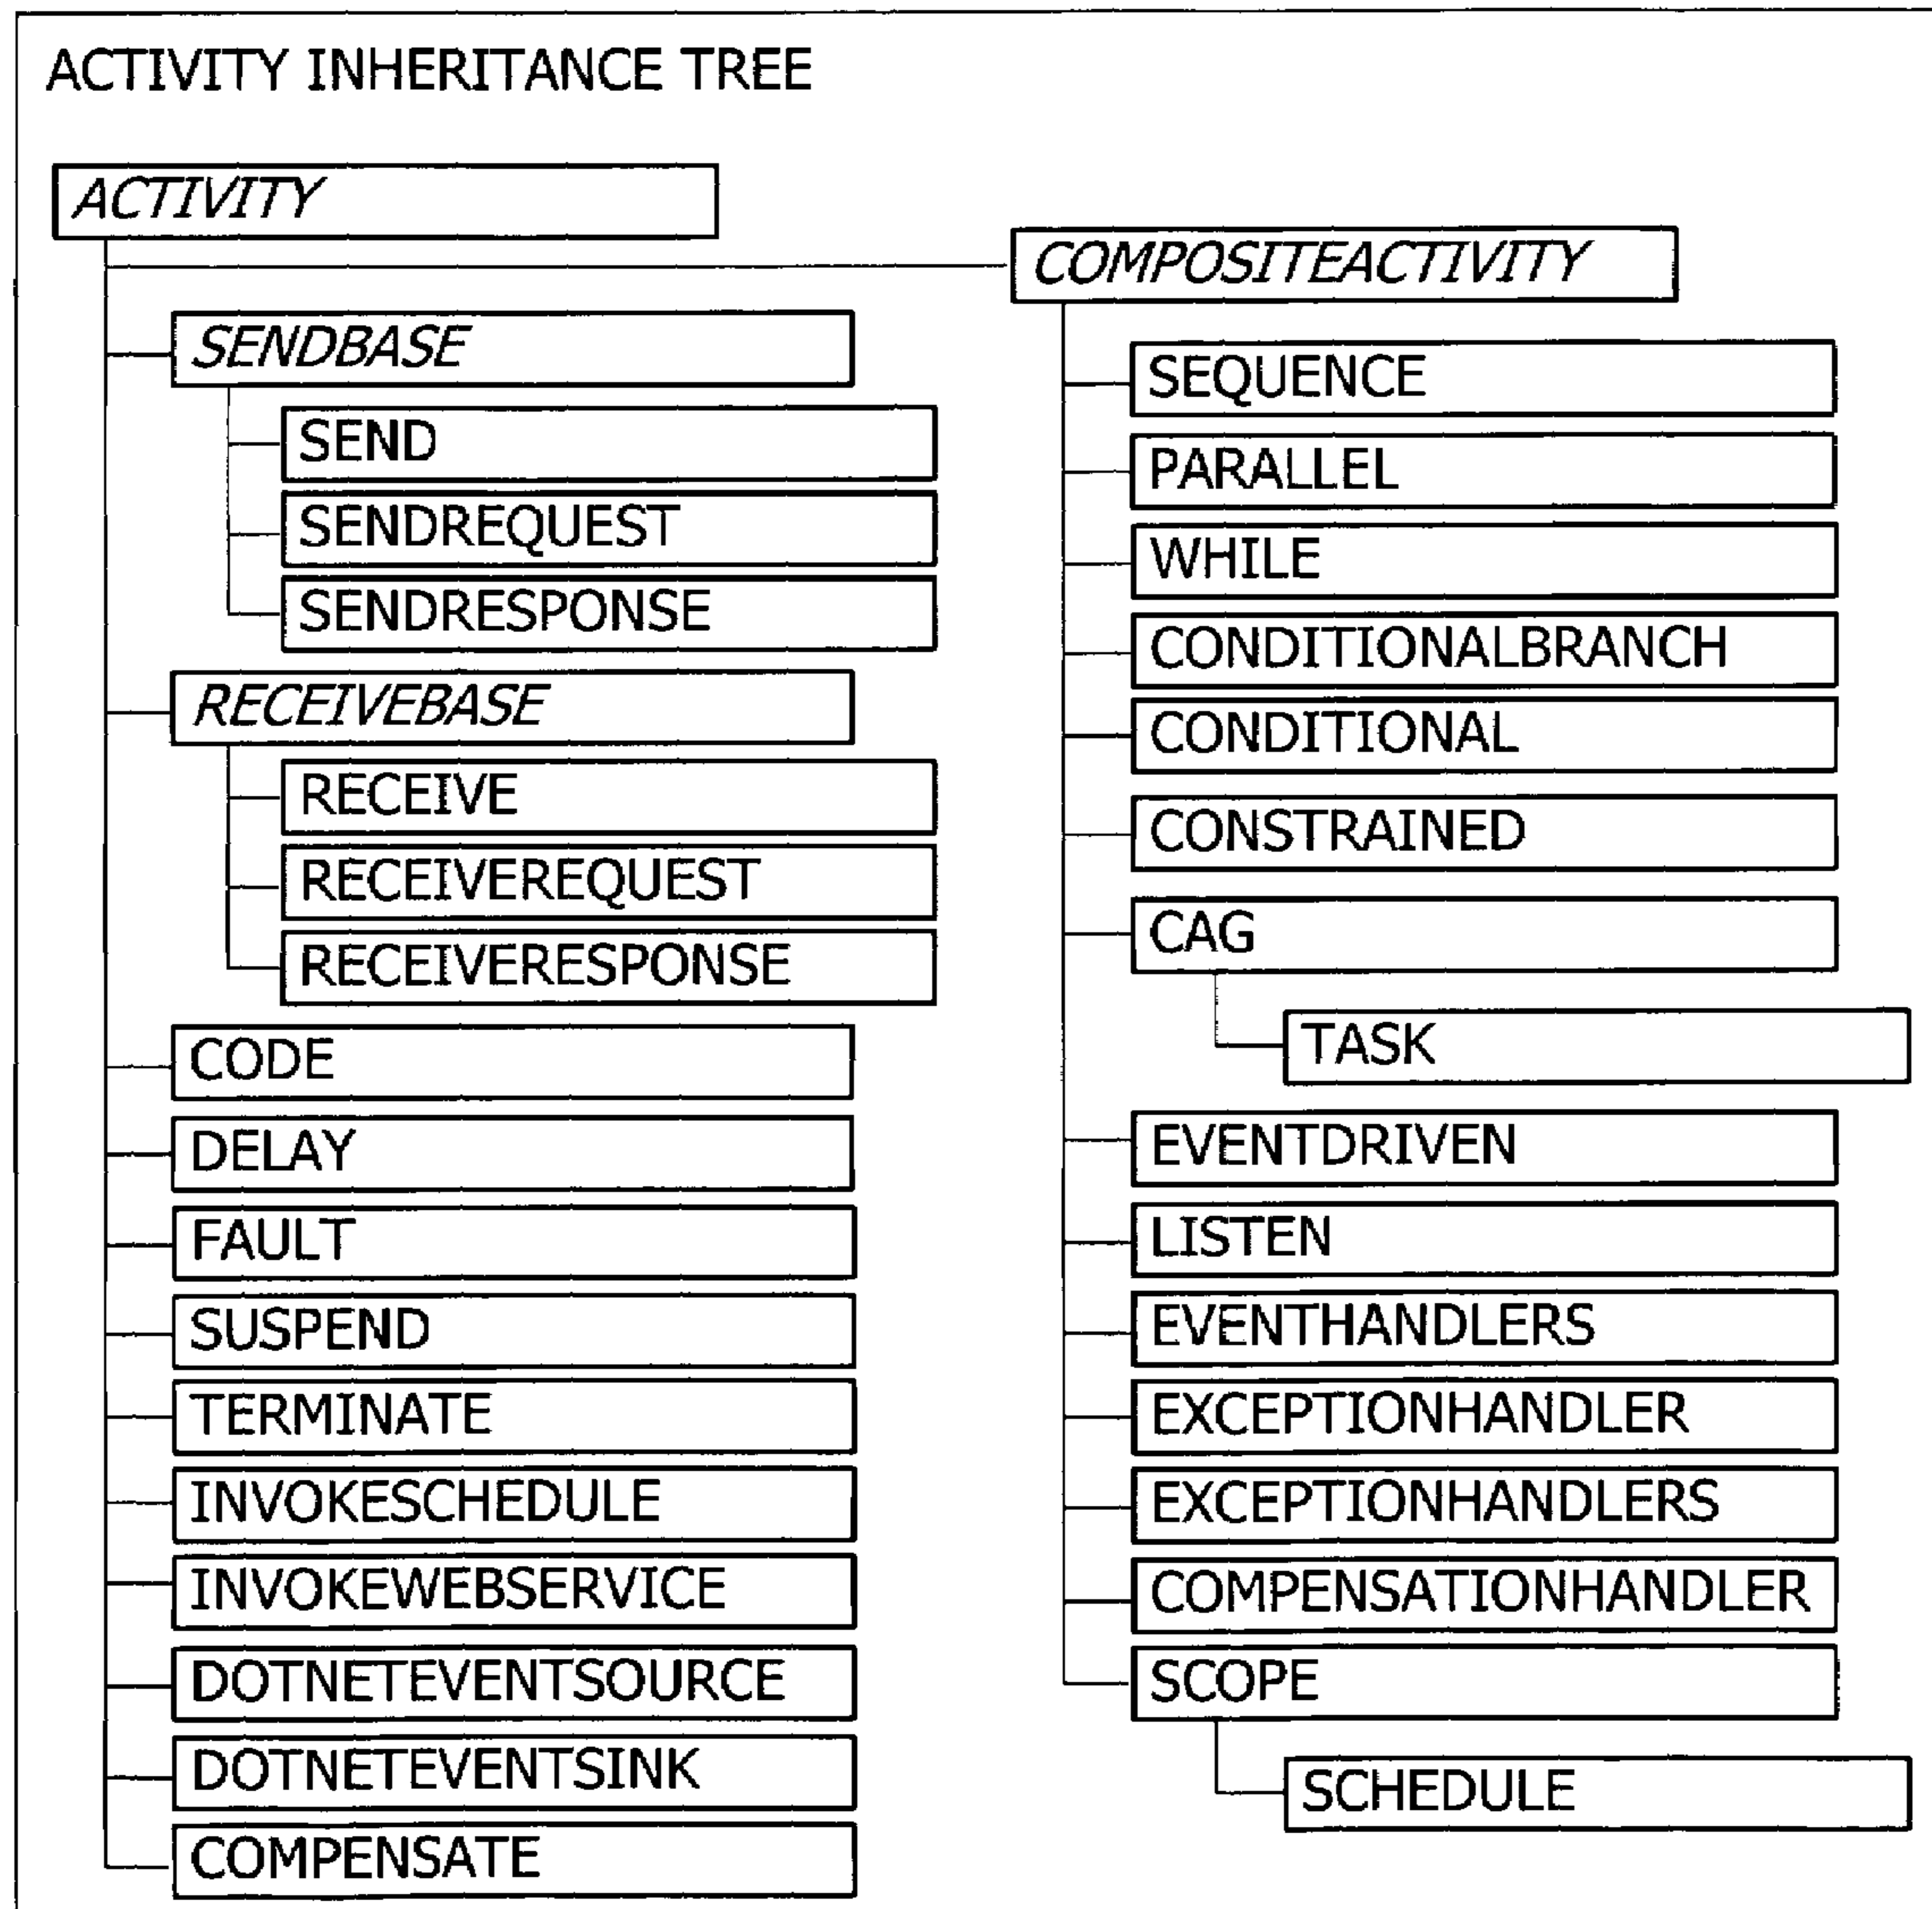 ACTIVITY INHERITANCE TREE
ACTIVITY
SENDBASE
SEND
SENDREQUEST
SENDRESPONSE
RECEIVEBASE
RECEIVE
RECEIVEREQUEST
RECEIVERESPONSE
CODE
DELAY
FAULT
SUSPEND
TERMINATE
INVOKESCHEDULE
INVOKEWEBSERVICE
DOTNETEVENTSOURCE
DOTNETEVENTSINK
COMPENSATE
COMPOSITEACTIVITY
SEQUENCE
PARALLEL
WHILE
CONDITIONALBRANCH
CONDITIONAL
CONSTRAINED
CAG
TASK
EVENTDRIVEN
LISTEN
EVENTHANDLERS
EXCEPTIONHANDLER
EXCEPTIONHANDLERS
COMPENSATIONHANDLER
SCOPE
SCHEDULE